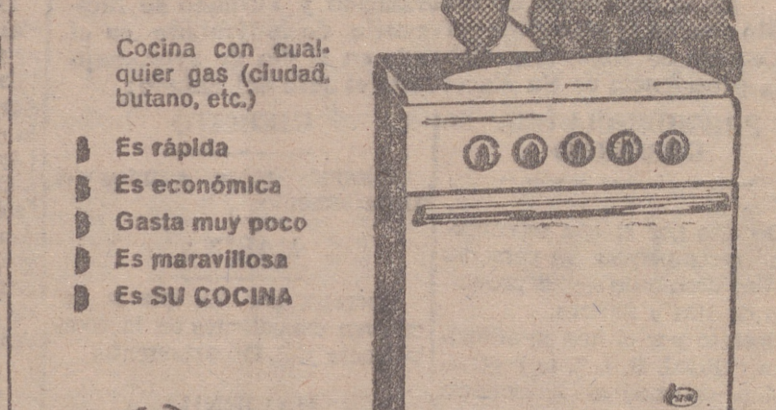 Cocina con cual-
quier gas (ciudad,
butano, etc.)
Es rápida
Es económica
Gasta muy poco
Es maravillosa
Es SU COCINA